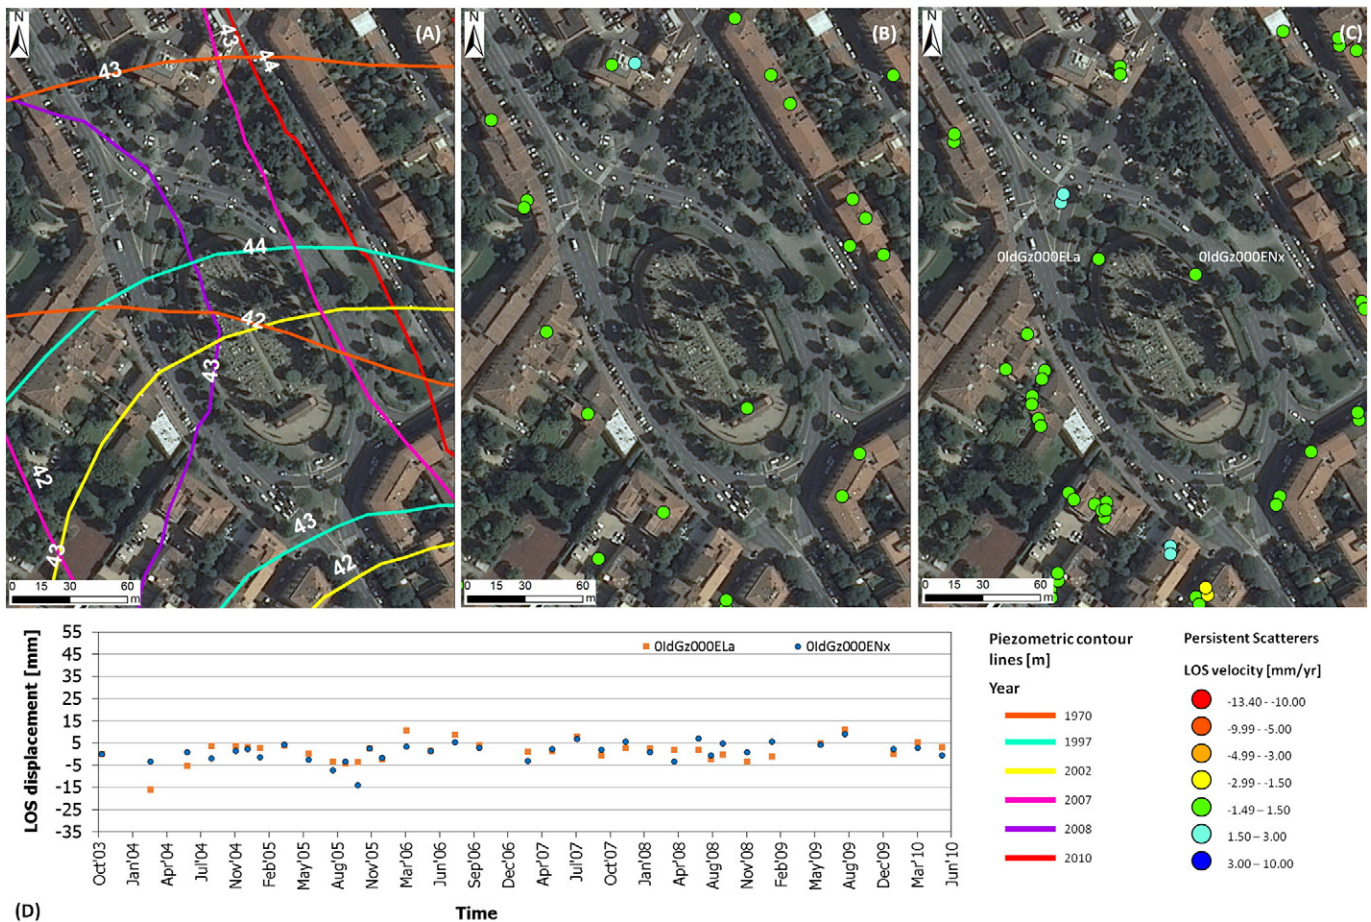 N
(A)
43
44
43
44
42
43
42
43
43
42
0 15 30 60
m
N
(B)
0 15 30 60
m
N
(C)
0ldGz000ELa
0ldGz000ENx
0 15 30 60
m
LOS displacement [mm]
55
45
35
25
15
5
-5
-15
-25
-35
0ldGz000ELa
0ldGz000ENx
Oct'03
Jan'04
Apr'04
Jul'04
Nov'04
Feb'05
May'05
Aug'05
Nov'05
Mar'06
Jun'06
Sep'06
Dec'06
Apr'07
Jul'07
Oct'07
Jan'08
Apr'08
Aug'08
Nov'08
Feb'09
May'09
Aug'09
Dec'09
Mar'10
Jun'10
Time
(D)
Piezometric contour
lines [m]
Year
1970
1997
2002
2007
2008
2010
Persistent Scatterers
LOS velocity [mm/yr]
-13.40 - -10.00
-9.99 - -5.00
-4.99 - -3.00
-2.99 - -1.50
-1.49 – 1.50
1.50 – 3.00
3.00 – 10.00